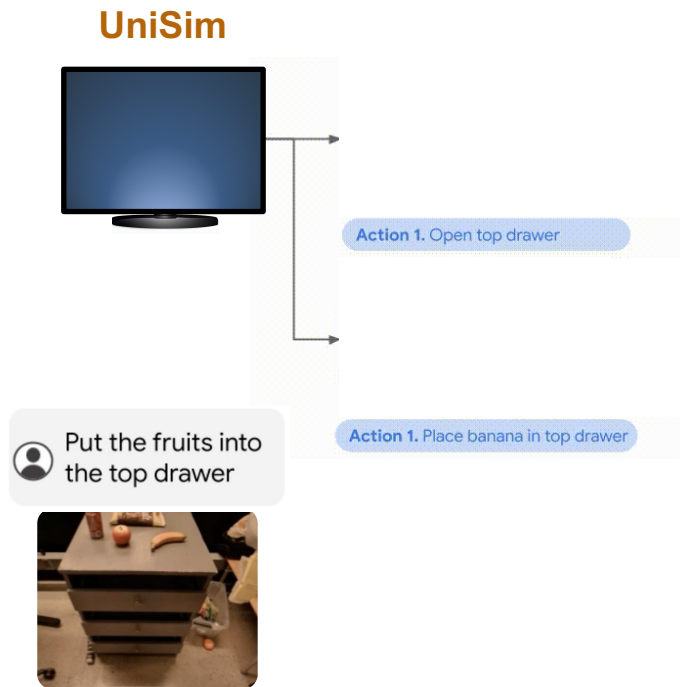 UniSim
Action 1. Open top drawer
Action 1. Place banana in top drawer
Put the fruits into
the top drawer